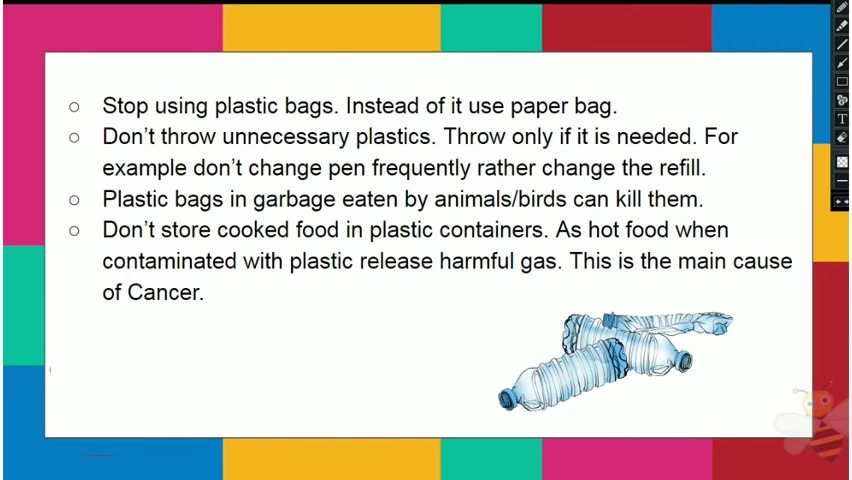 Stop using plastic bags. Instead of it use paper bag.
Don't throw unnecessary plastics. Throw only if it is needed. For
example don't change pen frequently rather change the refill.
Plastic bags in garbage eaten by animals/birds can kill them.
Don't store cooked food in plastic containers. As hot food when
contaminated with plastic release harmful gas. This is the main cause
of Cancer.